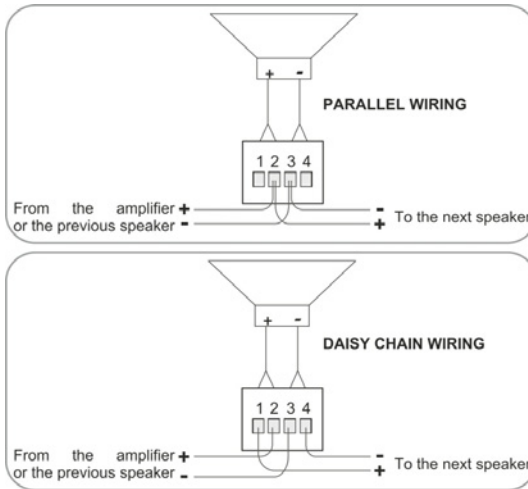 + -
PARALLEL WIRING
1 2 3 4
From the amplifier +
or the previous speaker -
- To the next speaker
+
+ -
DAISY CHAIN WIRING
1 2 3 4
From the amplifier +
or the previous speaker -
- To the next speaker
+